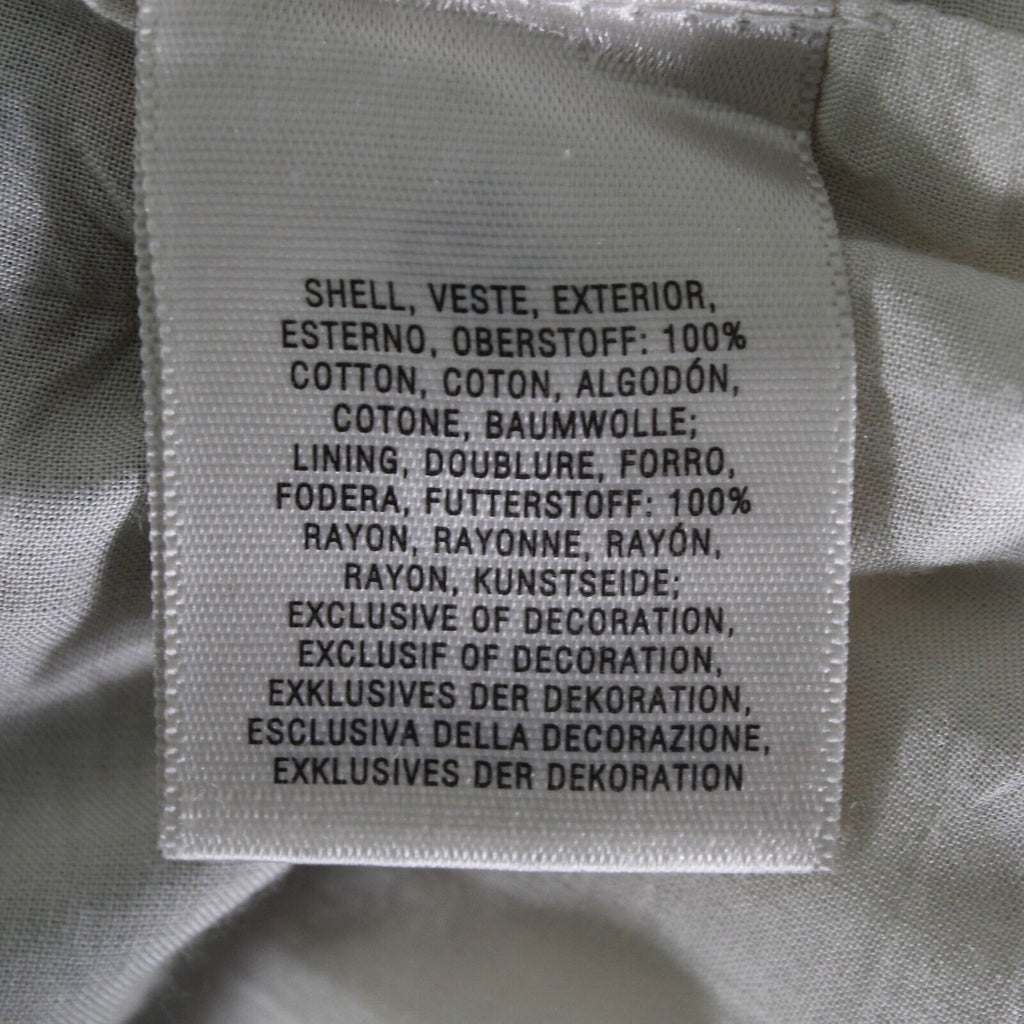 SHELL, VESTE, EXTERIOR,
ESTERNO, OBERSTOFF: 100%
COTTON, COTON, ALGODÓN,
COTONE, BAUMWOLLE;
LINING, DOUBLURE, FORRO,
FODERA, FUTTERSTOFF: 100%
RAYON, RAYONNE, RAYÓN,
RAYON, KUNSTSEIDE;
EXCLUSIVE OF DECORATION,
EXCLUSIF OF DECORATION,
EXKLUSIVES DER DEKORATION,
ESCLUSIVA DELLA DECORAZIONE,
EXKLUSIVES DER DEKORATION